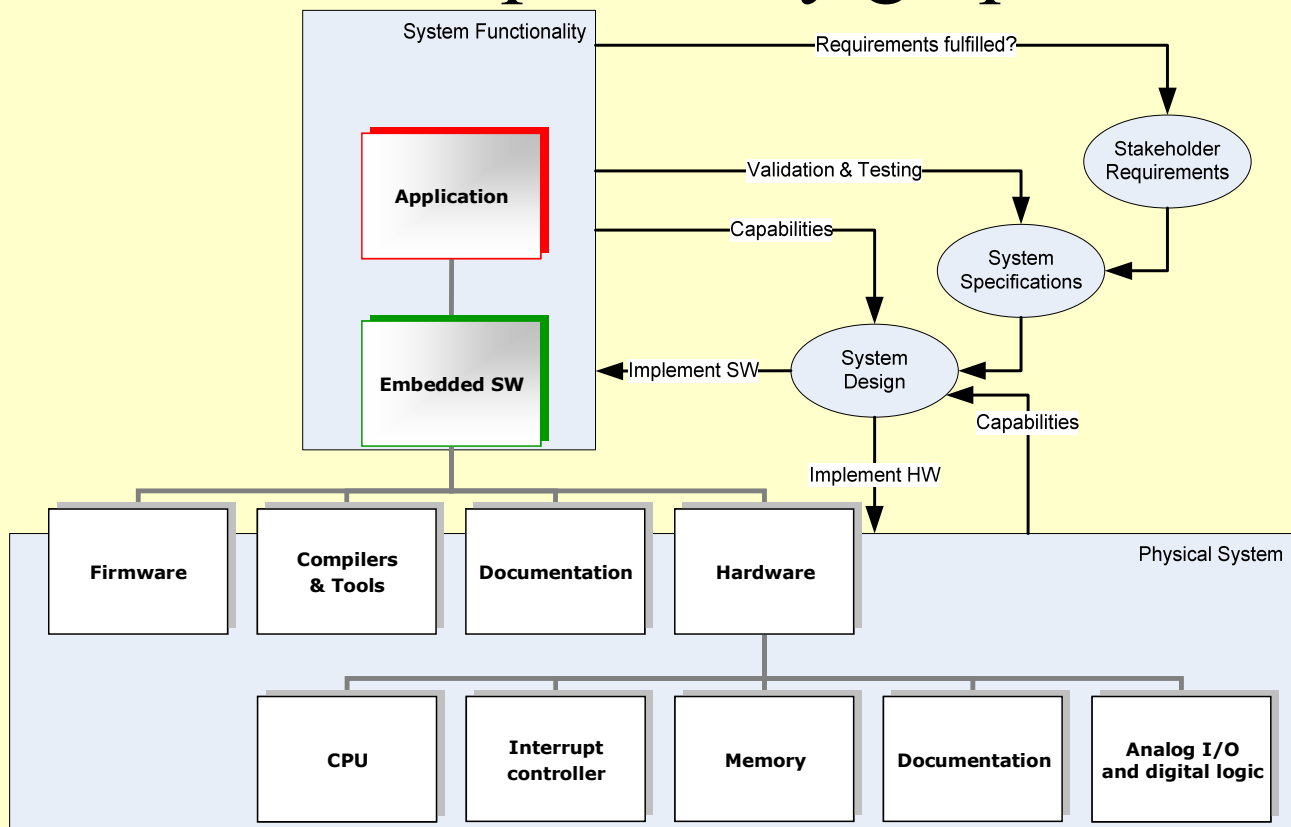 System Functionality
Requirements fulfilled?
Stakeholder
Requirements
Validation & Testing
Application
Capabilities
System
Specifications
System
Design
Implement SW
Embedded SW
Capabilities
Implement HW
Physical System
Firmware
Compilers
& Tools
Documentation
Hardware
CPU
Interrupt
controller
Memory
Documentation
Analog I/O
and digital logic